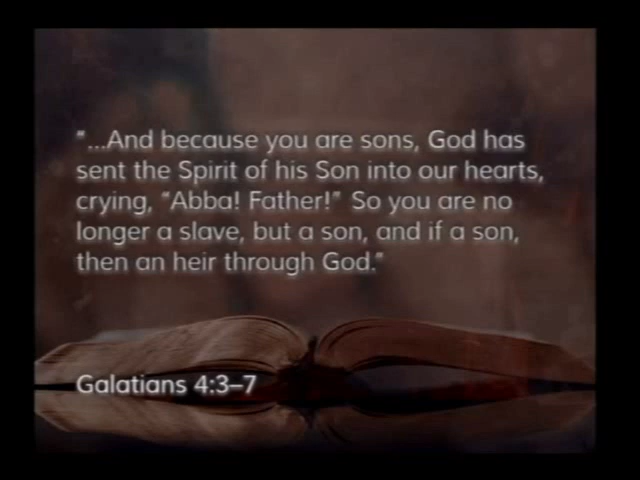 "...And because you are sons, God has
sent the Spirit of his Son into our hearts,
crying, "Abba! Father!" So you are no
longer a slave, but a son, and if a son,
then an heir through God."
Galatians 4:3–7